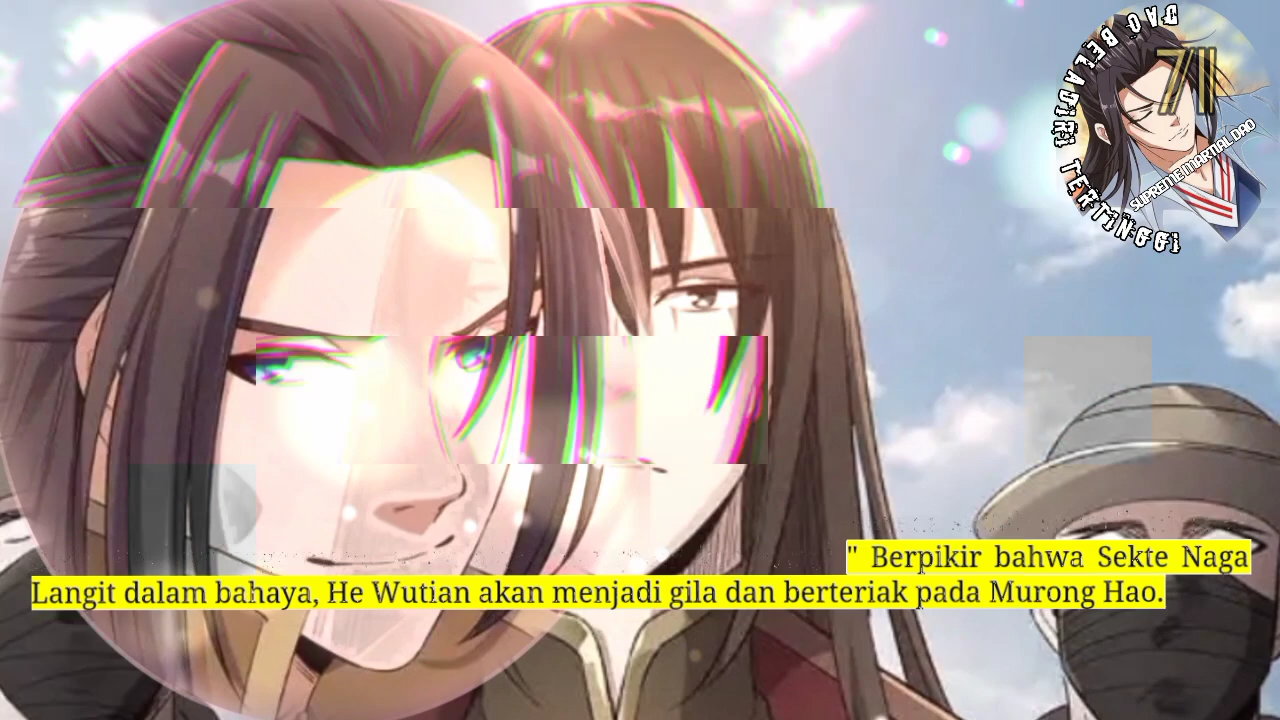 DAO BELADIRI TERTINGGI
71
SUPREME MARTIAL DAO
" Berpikir bahwa Sekte Naga
Langit dalam bahaya, He Wutian akan menjadi gila dan berteriak pada Murong Hao.